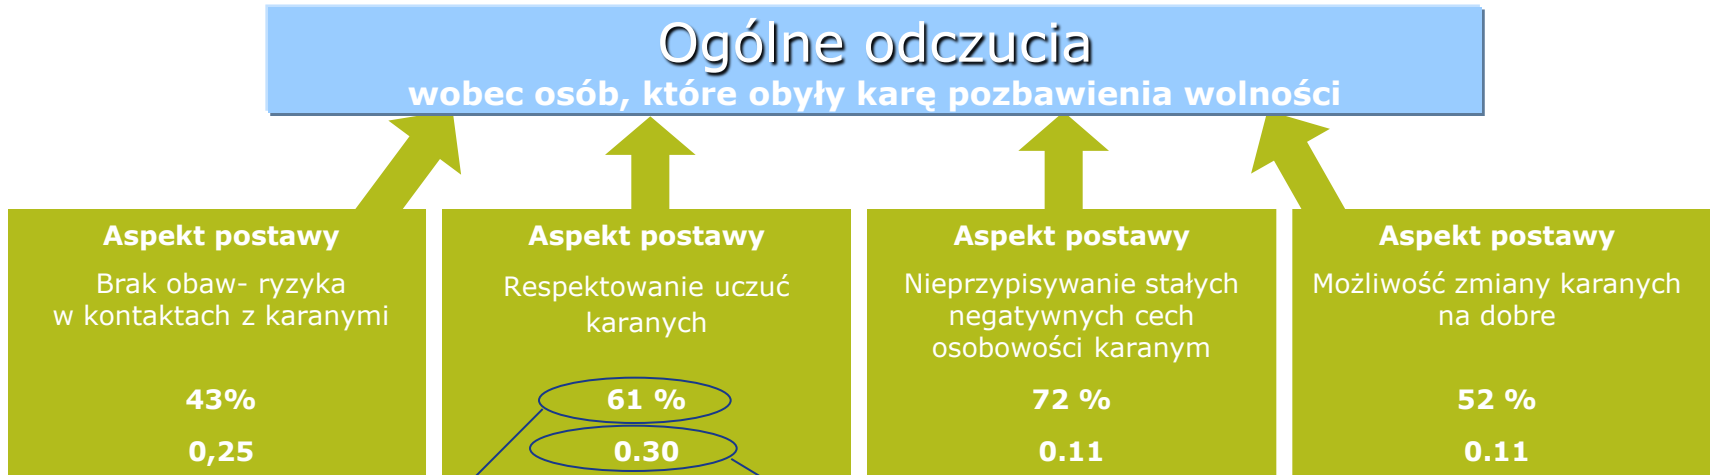 Ogólne odczucia
wobec osób, które obyły karę pozbawienia wolności
Aspekt postawy
Brak obaw- ryzyka
w kontaktach z karanymi
43%
0,25
Aspekt postawy
Respektowanie uczuć
karanych
61 %
0.30
Aspekt postawy
Nieprzypisywanie stałych
negatywnych cech
osobowości karanym
72 %
0.11
Aspekt postawy
Możliwość zmiany karanych
na dobre
52 %
0.11